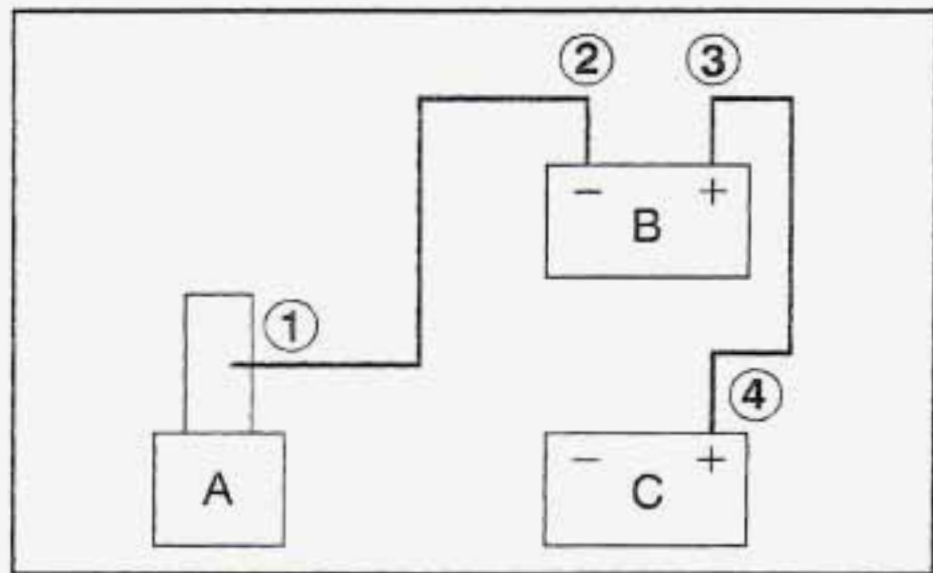 ② ③
− +
B
①
④
− +
A C